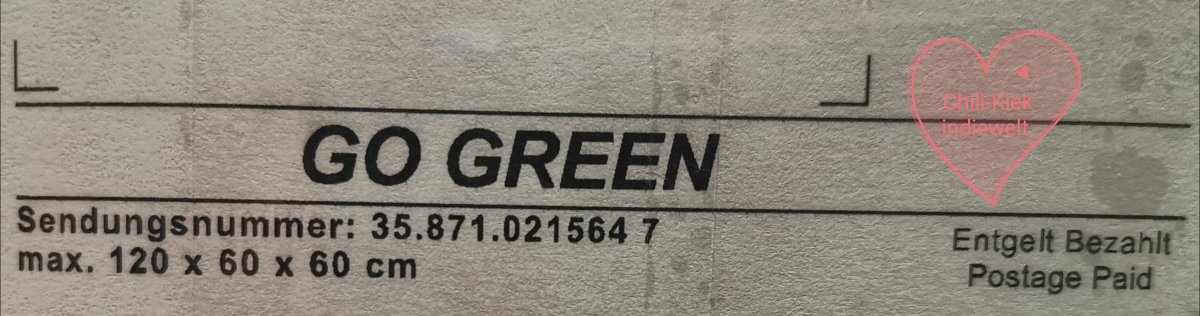 Chili Kiek
indiewelt
GO GREEN
Sendungsnummer: 35.871.021564 7
max. 120 x 60 x 60 cm
Entgelt Bezahlt
Postage Paid